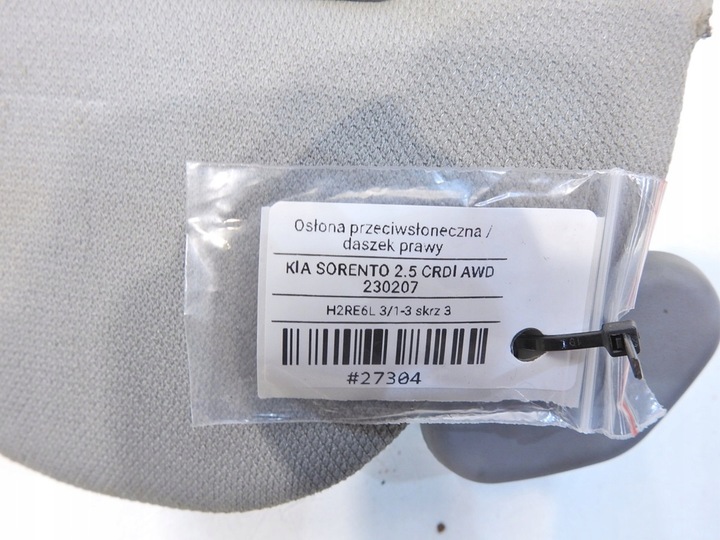 Osłona przeciwsłoneczna /
daszek prawy
KIA SORENTO 2.5 CRDI AWD
230207
H2RE6L 3/1-3 skrz 3
#27304